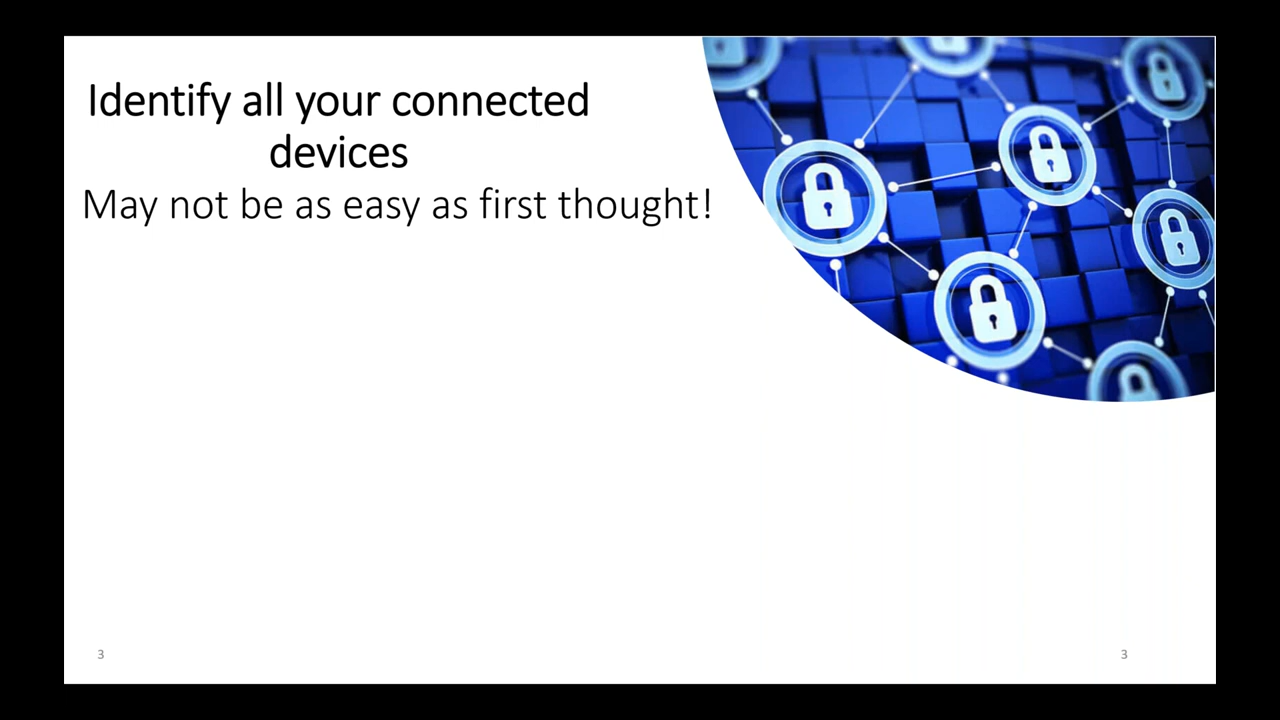 Identify all your connected
devices
May not be as easy as first thought!
3
3